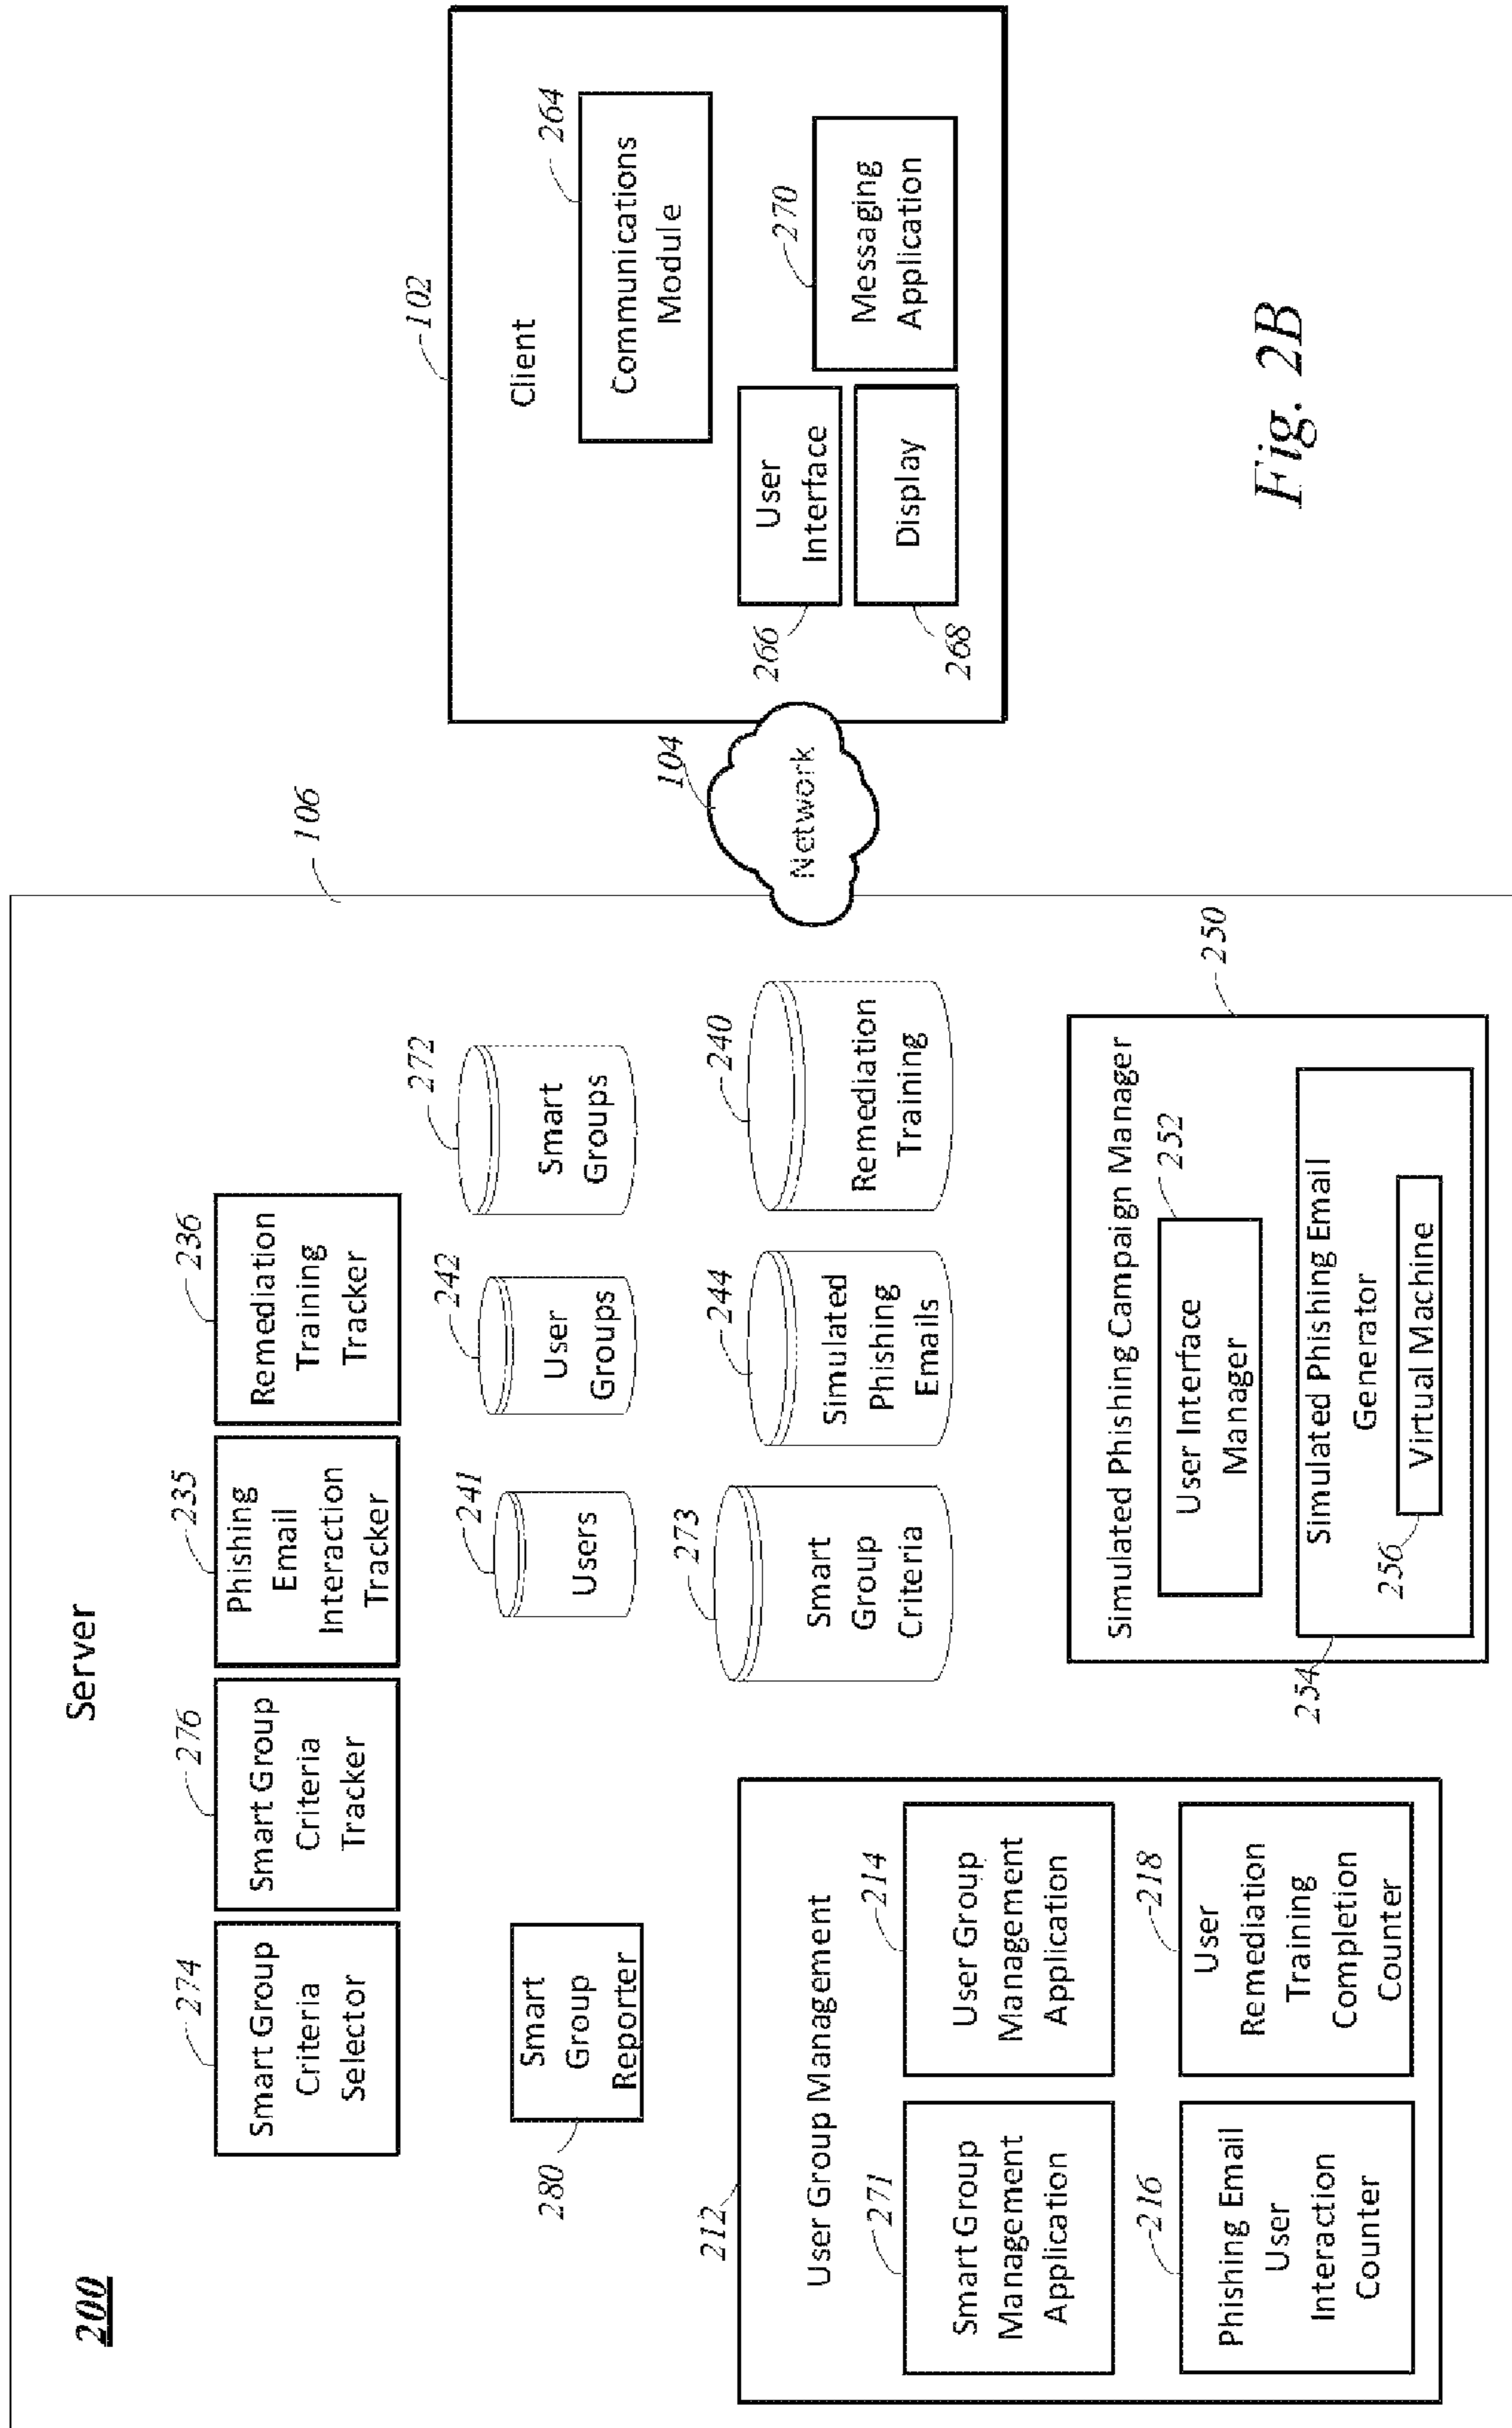 200
Server
274
Smart Group
Criteria
Selector
276
Smart Group
Criteria
Tracker
235
Phishing
Email
Interaction
Tracker
236
Remediation
Training
Tracker
106
280
Smart
Group
Reporter
241
Users
242
User
Groups
272
Smart
Groups
273
Smart
Group
Criteria
244
Simulated
Phishing
Emails
240
Remediation
Training
212
User Group Management
271
Smart Group
Management
Application
214
User Group
Management
Application
216
Phishing Email
User
Interaction
Counter
218
User
Remediation
Training
Completion
Counter
250
Simulated Phishing Campaign Manager
252
User Interface
Manager
254
Simulated Phishing Email
Generator
256
Virtual Machine
104
Network
102
Client
264
Communications
Module
266
User
Interface
268
Display
270
Messaging
Application
Fig. 2B